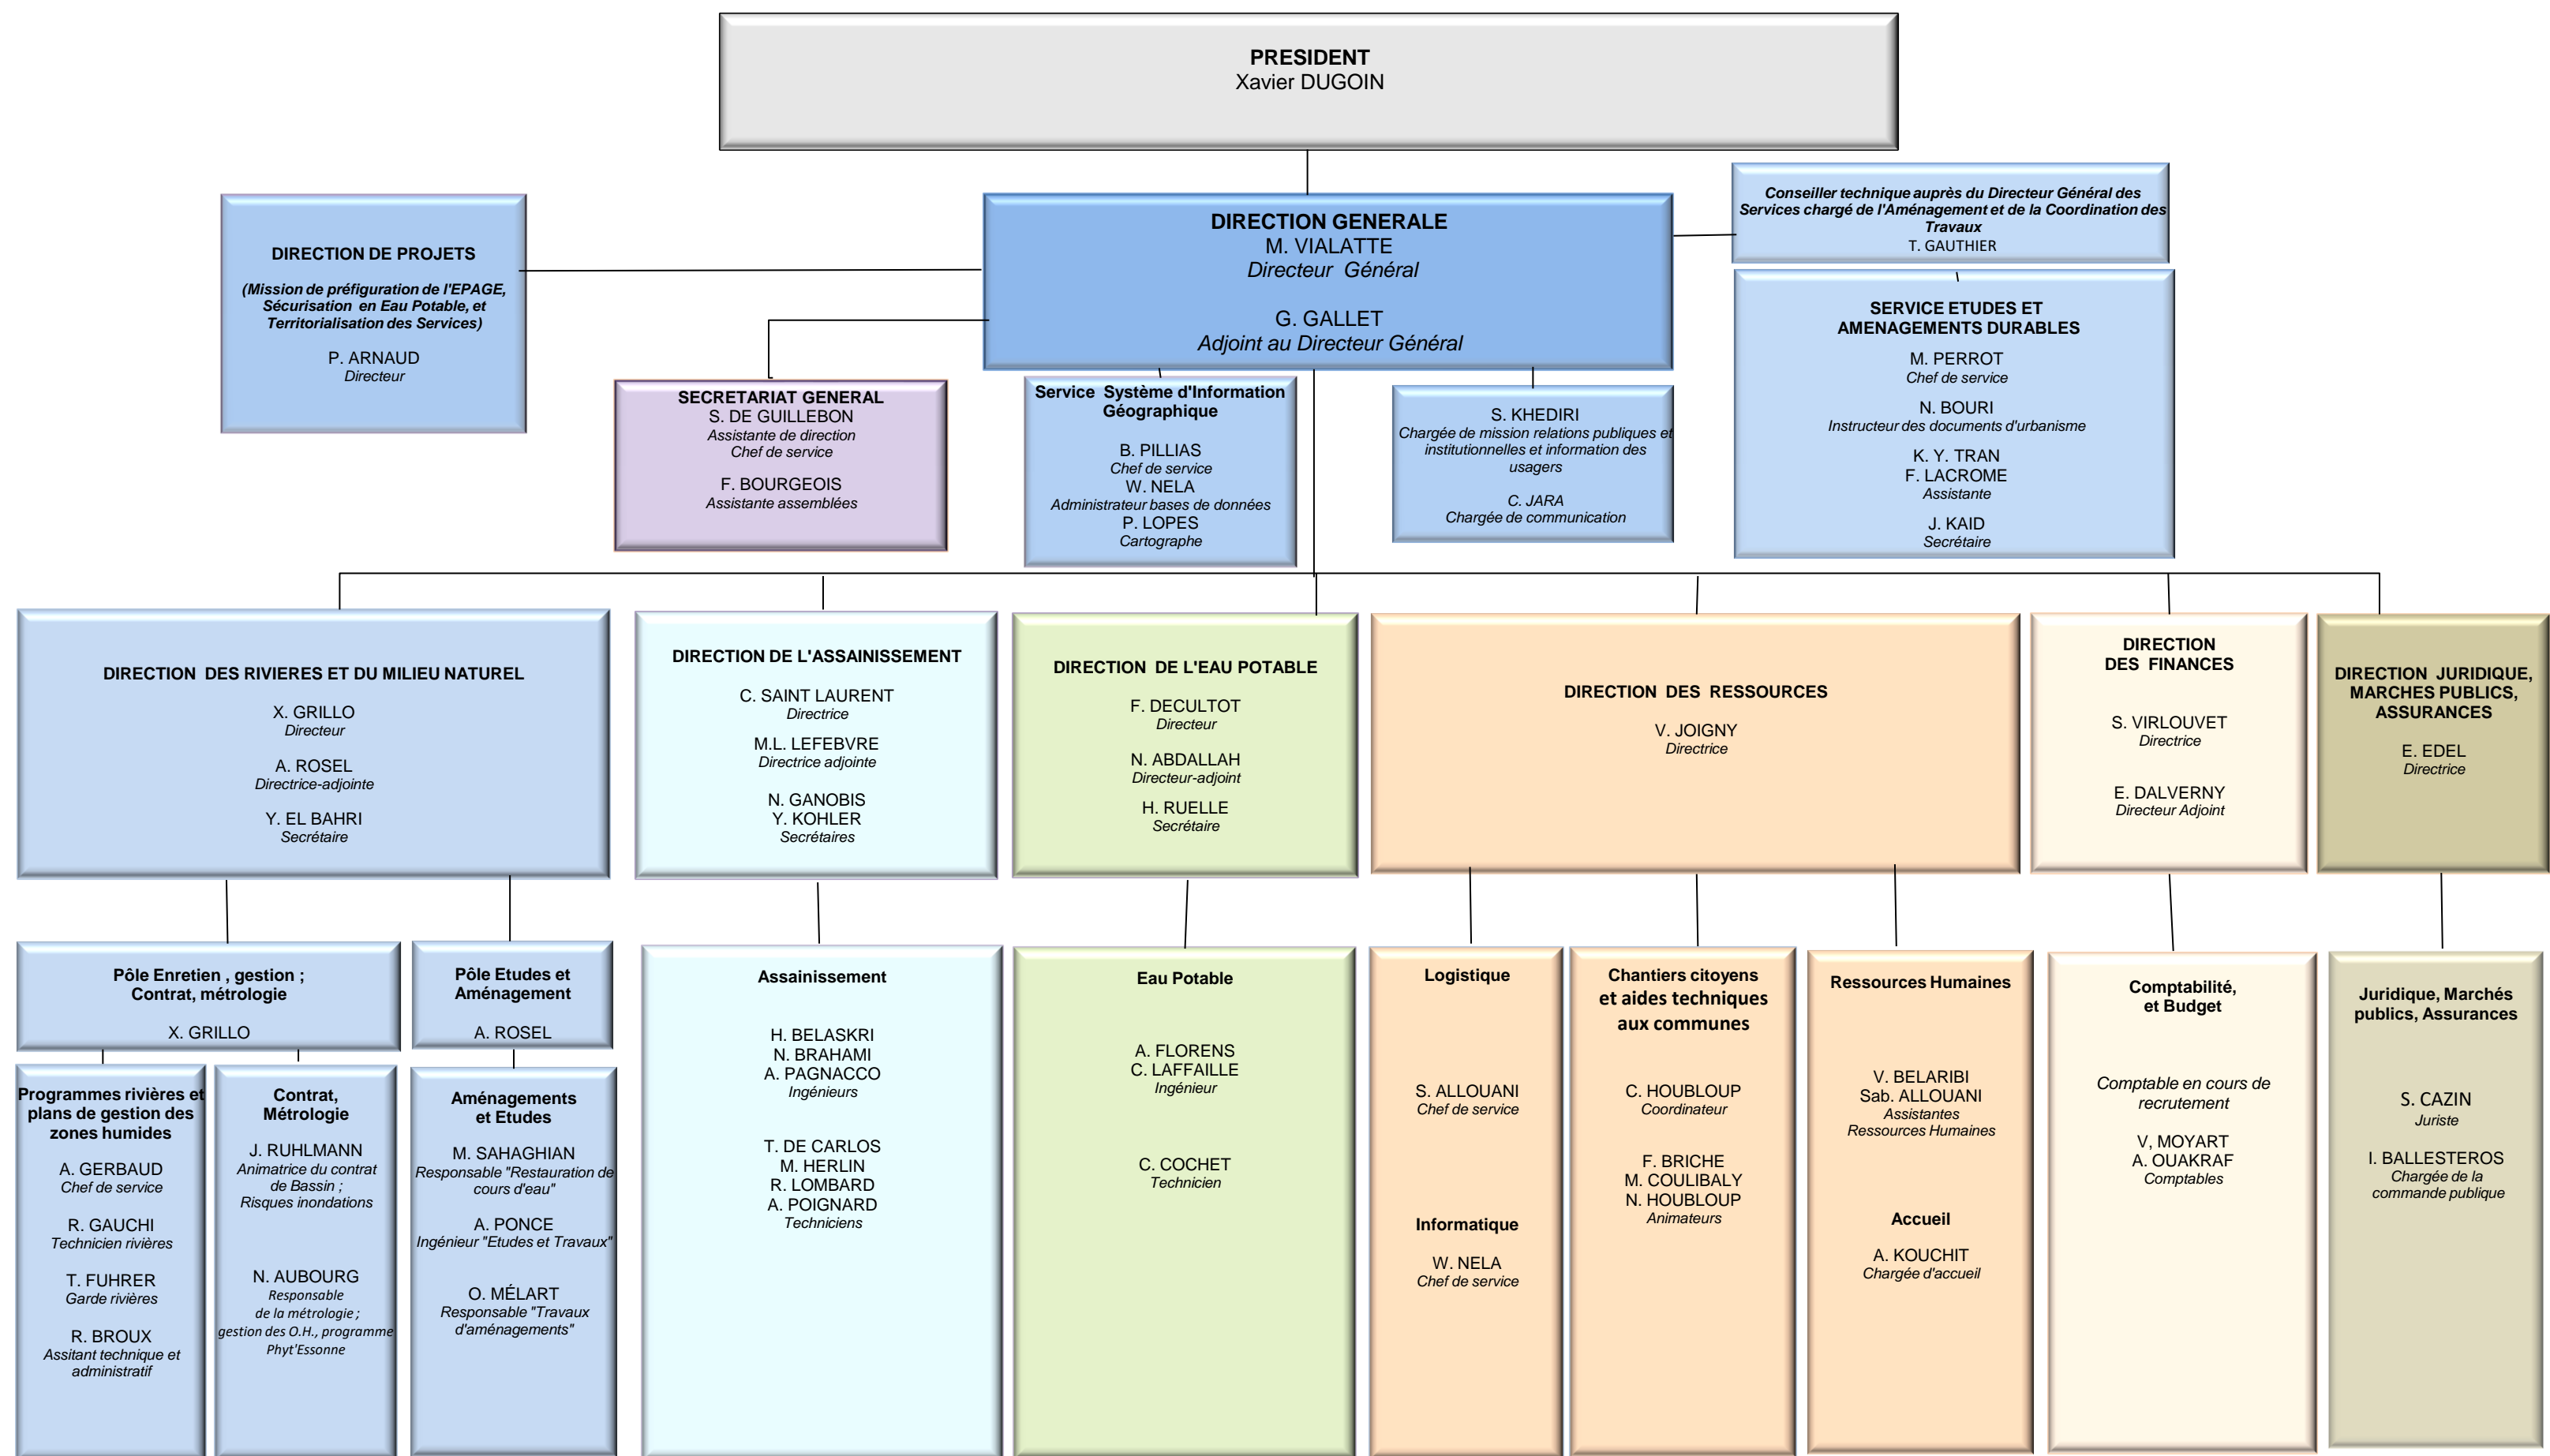 PRESIDENT
Xavier DUGOIN
DIRECTION DE PROJETS
(Mission de préfiguration de l'EPAGE,
Sécurisation en Eau Potable, et
Territorialisation des Services)
P. ARNAUD
Directeur
DIRECTION GENERALE
M. VIALATTE
Directeur Général
G. GALLET
Adjoint au Directeur Général
Conseiller technique auprès du Directeur Général des
Services chargé de l'Aménagement et de la Coordination des
Travaux
T. GAUTHIER
SERVICE ETUDES ET
AMENAGEMENTS DURABLES
M. PERROT
Chef de service
N. BOURI
Instructeur des documents d'urbanisme
K. Y. TRAN
F. LACROME
Assistante
J. KAID
Secrétaire
SECRETARIAT GENERAL
S. DE GUILLEBON
Assistante de direction
Chef de service
F. BOURGEOIS
Assistante assemblées
Service Système d'Information
Géographique
B. PILLIAS
Chef de service
W. NELA
Administrateur bases de données
P. LOPES
Cartographe
S. KHEDIRI
Chargée de mission relations publiques et
institutionnelles et information des
usagers
C. JARA
Chargée de communication
DIRECTION DES RIVIERES ET DU MILIEU NATUREL
X. GRILLO
Directeur
A. ROSEL
Directrice-adjointe
Y. EL BAHRI
Secrétaire
DIRECTION DE L'ASSAINISSEMENT
C. SAINT LAURENT
Directrice
M.L. LEFEBVRE
Directrice adjointe
N. GANOBIS
Y. KOHLER
Secrétaires
DIRECTION DE L'EAU POTABLE
F. DECULTOT
Directeur
N. ABDALLAH
Directeur-adjoint
H. RUELLE
Secrétaire
DIRECTION DES RESSOURCES
V. JOIGNY
Directrice
DIRECTION
DES FINANCES
S. VIRLOUVET
Directrice
E. DALVERNY
Directeur Adjoint
DIRECTION JURIDIQUE,
MARCHES PUBLICS,
ASSURANCES
E. EDEL
Directrice
Pôle Enretien , gestion ;
Contrat, métrologie
X. GRILLO
Pôle Etudes et
Aménagement
A. ROSEL
Programmes rivières et
plans de gestion des
zones humides
A. GERBAUD
Chef de service
R. GAUCHI
Technicien rivières
T. FUHRER
Garde rivières
R. BROUX
Assitant technique et
administratif
Contrat,
Métrologie
J. RUHLMANN
Animatrice du contrat
de Bassin ;
Risques inondations
N. AUBOURG
Responsable
de la métrologie ;
gestion des O.H., programme
Phyt'Essonne
Aménagements
et Etudes
M. SAHAGHIAN
Responsable "Restauration de
cours d'eau"
A. PONCE
Ingénieur "Etudes et Travaux"
O. MÉLART
Responsable "Travaux
d'aménagements"
Assainissement
H. BELASKRI
N. BRAHAMI
A. PAGNACCO
Ingénieurs
T. DE CARLOS
M. HERLIN
R. LOMBARD
A. POIGNARD
Techniciens
Eau Potable
A. FLORENS
C. LAFFAILLE
Ingénieur
C. COCHET
Technicien
Logistique
S. ALLOUANI
Chef de service
Informatique
W. NELA
Chef de service
Chantiers citoyens
et aides techniques
aux communes
C. HOUBLOUP
Coordinateur
F. BRICHE
M. COULIBALY
N. HOUBLOUP
Animateurs
Ressources Humaines
V. BELARIBI
Sab. ALLOUANI
Assistantes
Ressources Humaines
Accueil
A. KOUCHIT
Chargée d'accueil
Comptabilité,
et Budget
Comptable en cours de
recrutement
V, MOYART
A. OUAKRAF
Comptables
Juridique, Marchés
publics, Assurances
S. CAZIN
Juriste
I. BALLESTEROS
Chargée de la
commande publique